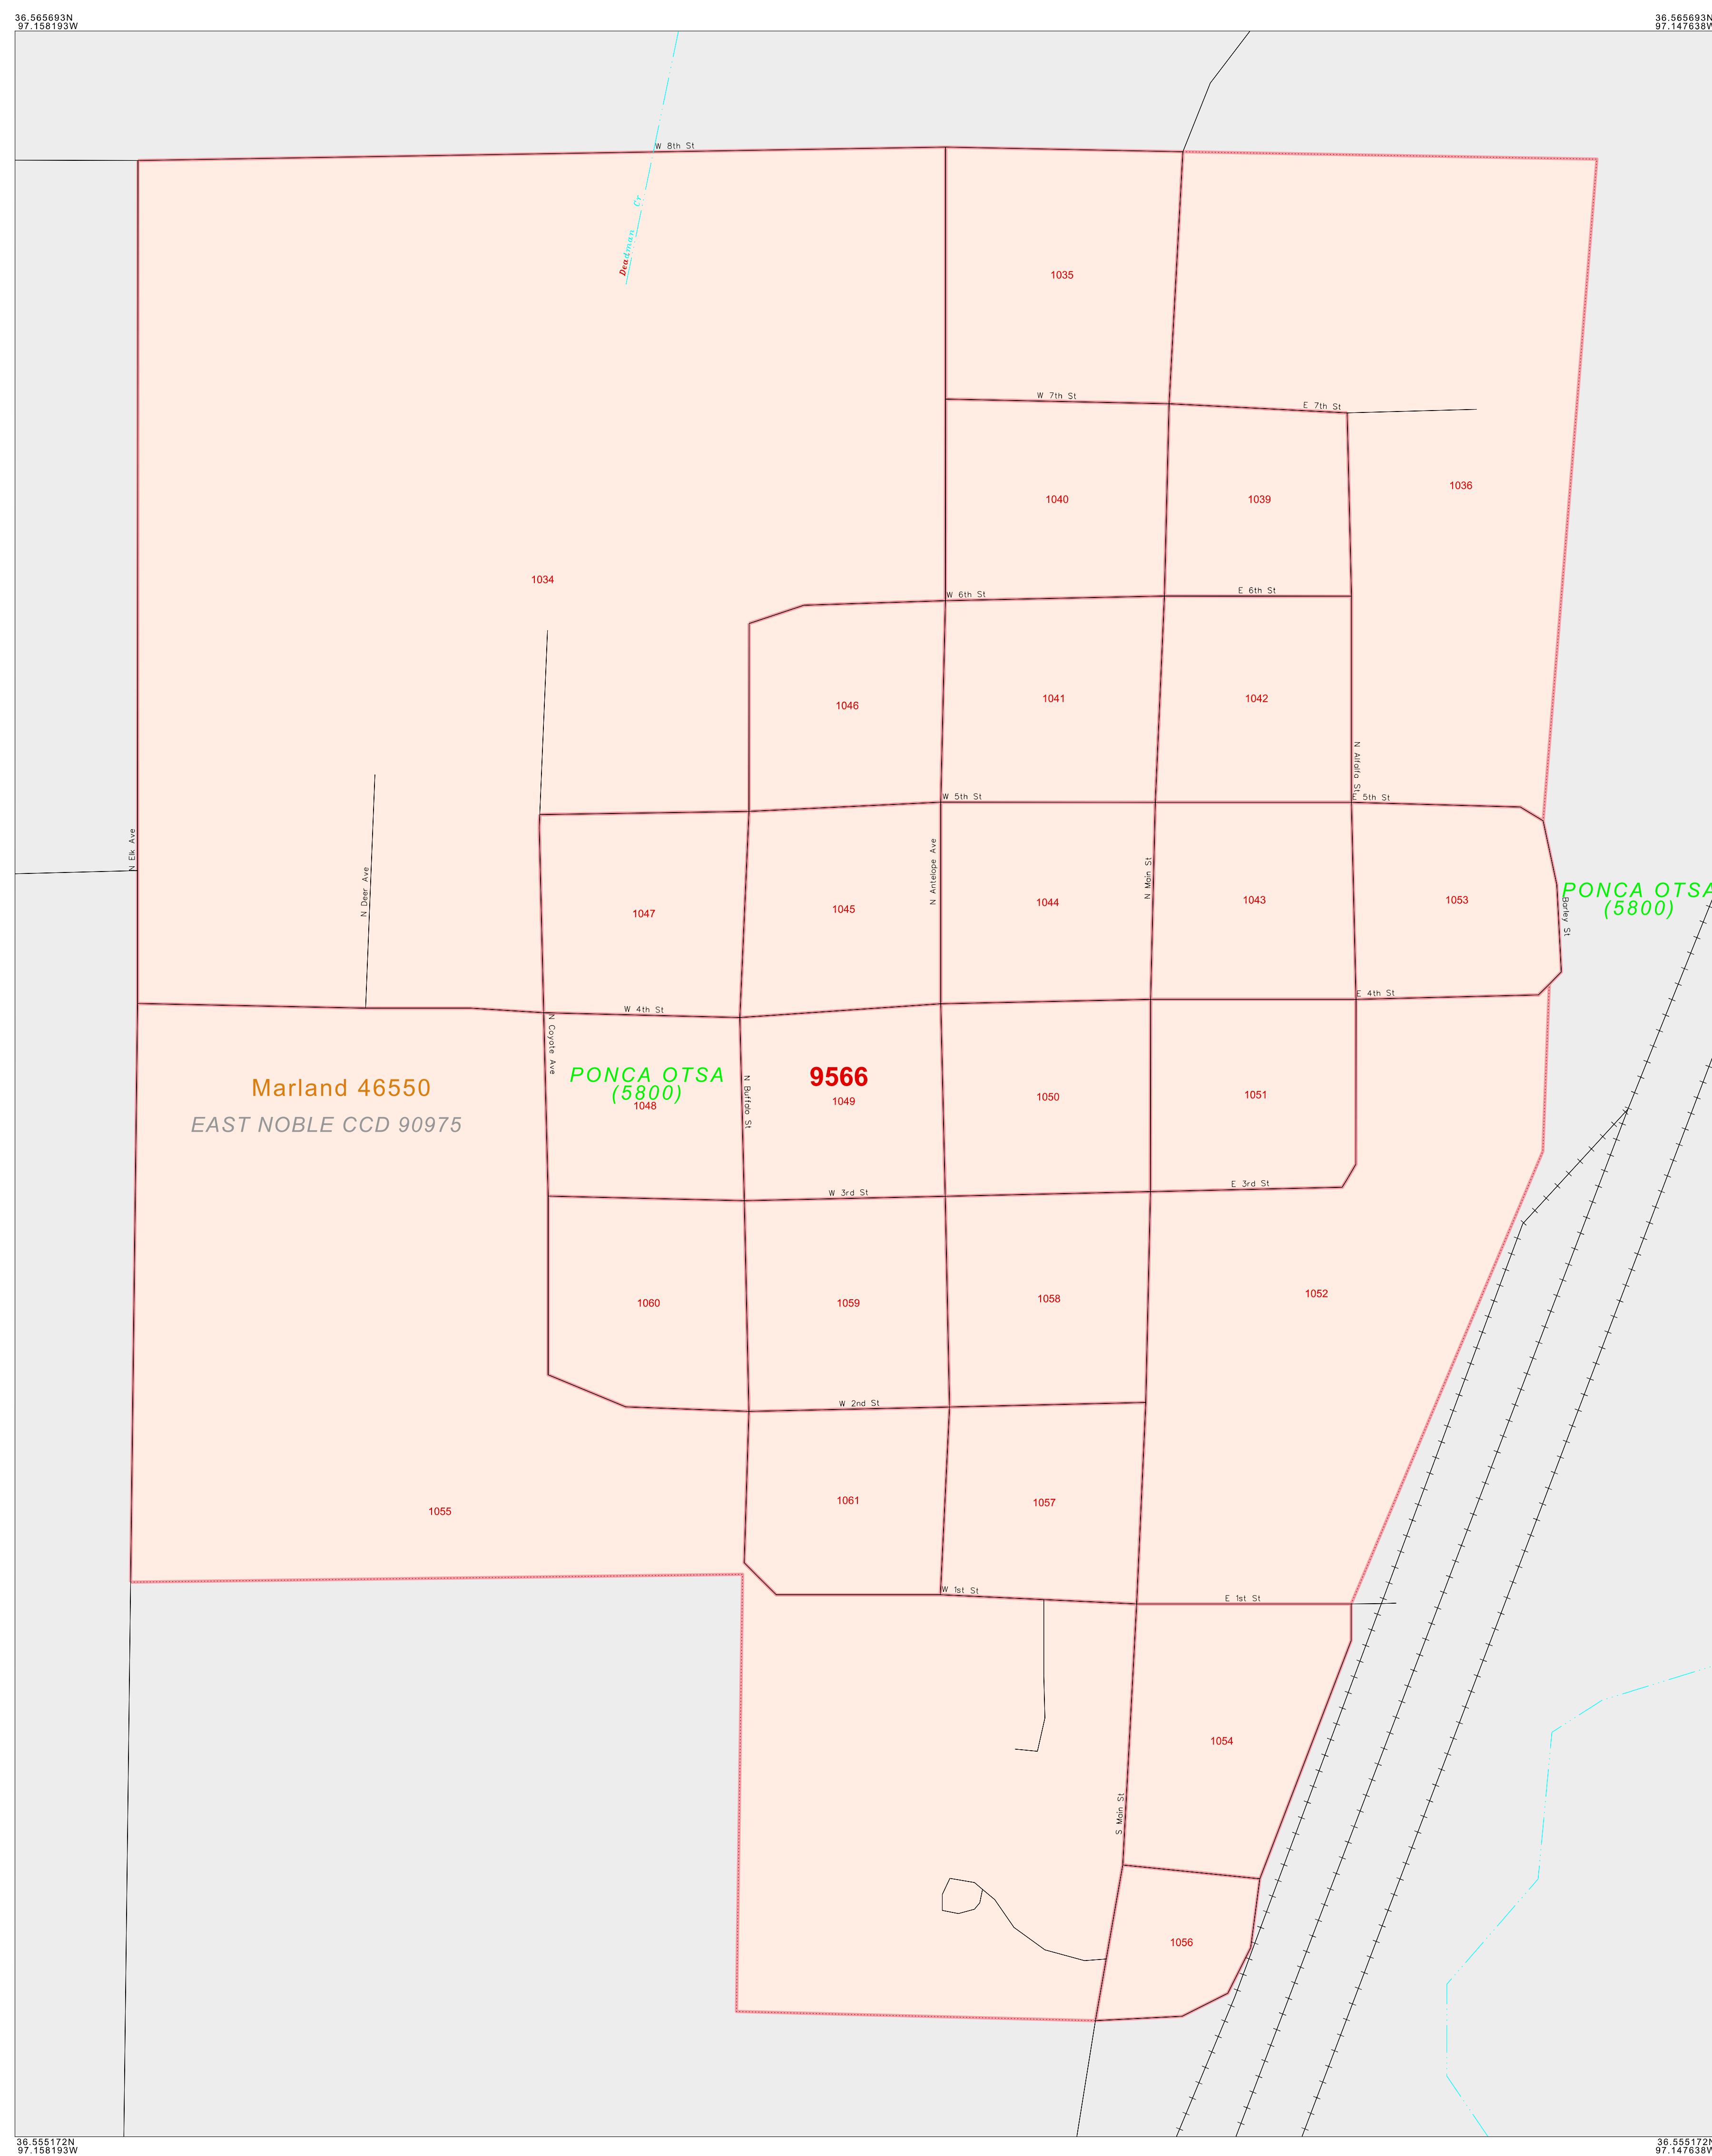 36.565693N
97.158193W
36.565693N
97.147638W
W 8th St
Deadman Cr
1035
W 7th St
E 7th St
1036
1040
1039
1034
W 6th St
E 6th St
1046
1041
1042
N Alfalfa St
W 5th St
E 5th St
N Elk Ave
N Deer Ave
N Antelope Ave
N Main St
Barley St
1047
1045
1044
1043
1053
PONCA OTSA
(5800)
W 4th St
E 4th St
N Coyote Ave
N Buffalo St
Marland 46550
EAST NOBLE CCD 90975
PONCA OTSA
(5800)
1048
9566
1049
1050
1051
W 3rd St
E 3rd St
1060
1059
1058
1052
W 2nd St
1055
1061
1057
W 1st St
E 1st St
1054
S Main St
1056
36.555172N
97.158193W
36.555172N
97.147638W